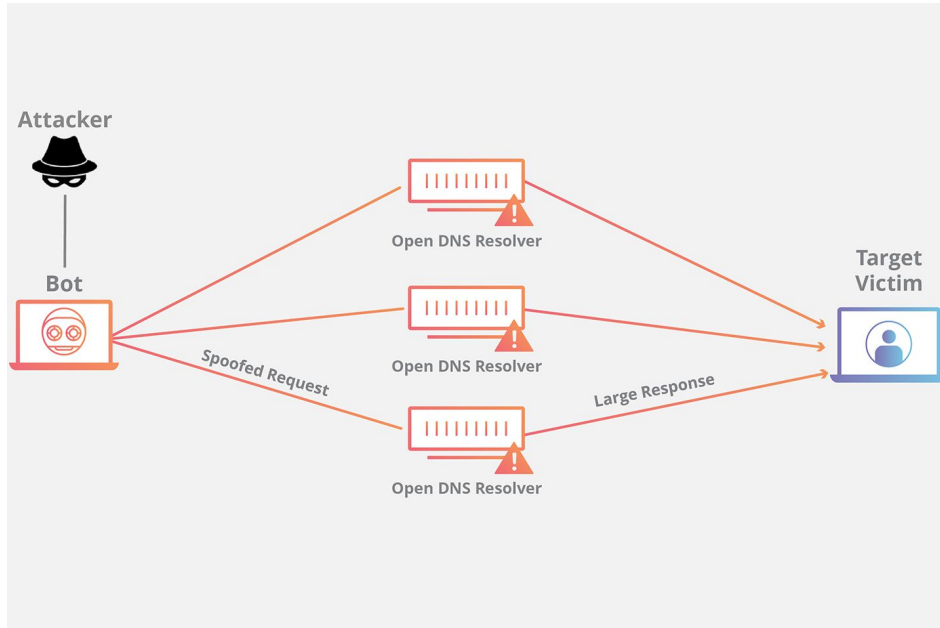 Attacker
Bot
Open DNS Resolver
Open DNS Resolver
Open DNS Resolver
Spoofed Request
Large Response
Target
Victim